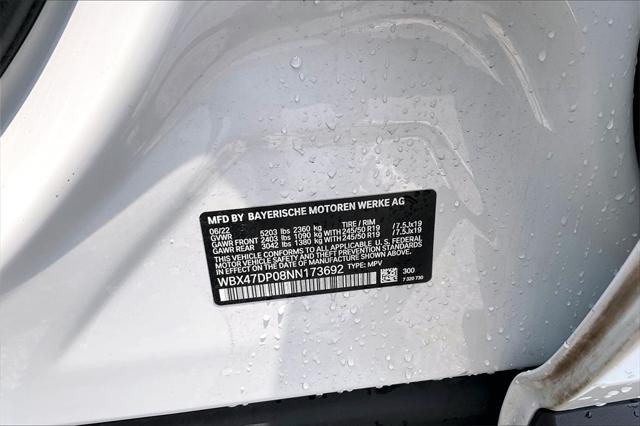 MFD BY BAYERISCHE MOTOREN WERKE AG
06/22
GVWR 5203 lbs 2360 kg TIRE / RIM
GAWR FRONT 2403 lbs 1090 kg WITH 245/50 R19 /7.5Jx19
GAWR REAR 3042 lbs 1380 kg WITH 245/50 R19 /7.5Jx19
THIS VEHICLE CONFORMS TO ALL APPLICABLE U.S. FEDERAL
MOTOR VEHICLE SAFETY AND THEFT PREVENTION STANDARDS
IN EFFECT ON THE DATE OF MANUFACTURE SHOWN ABOVE.
WBX47DP08NN173692 TYPE: MPV
300
7 320 730